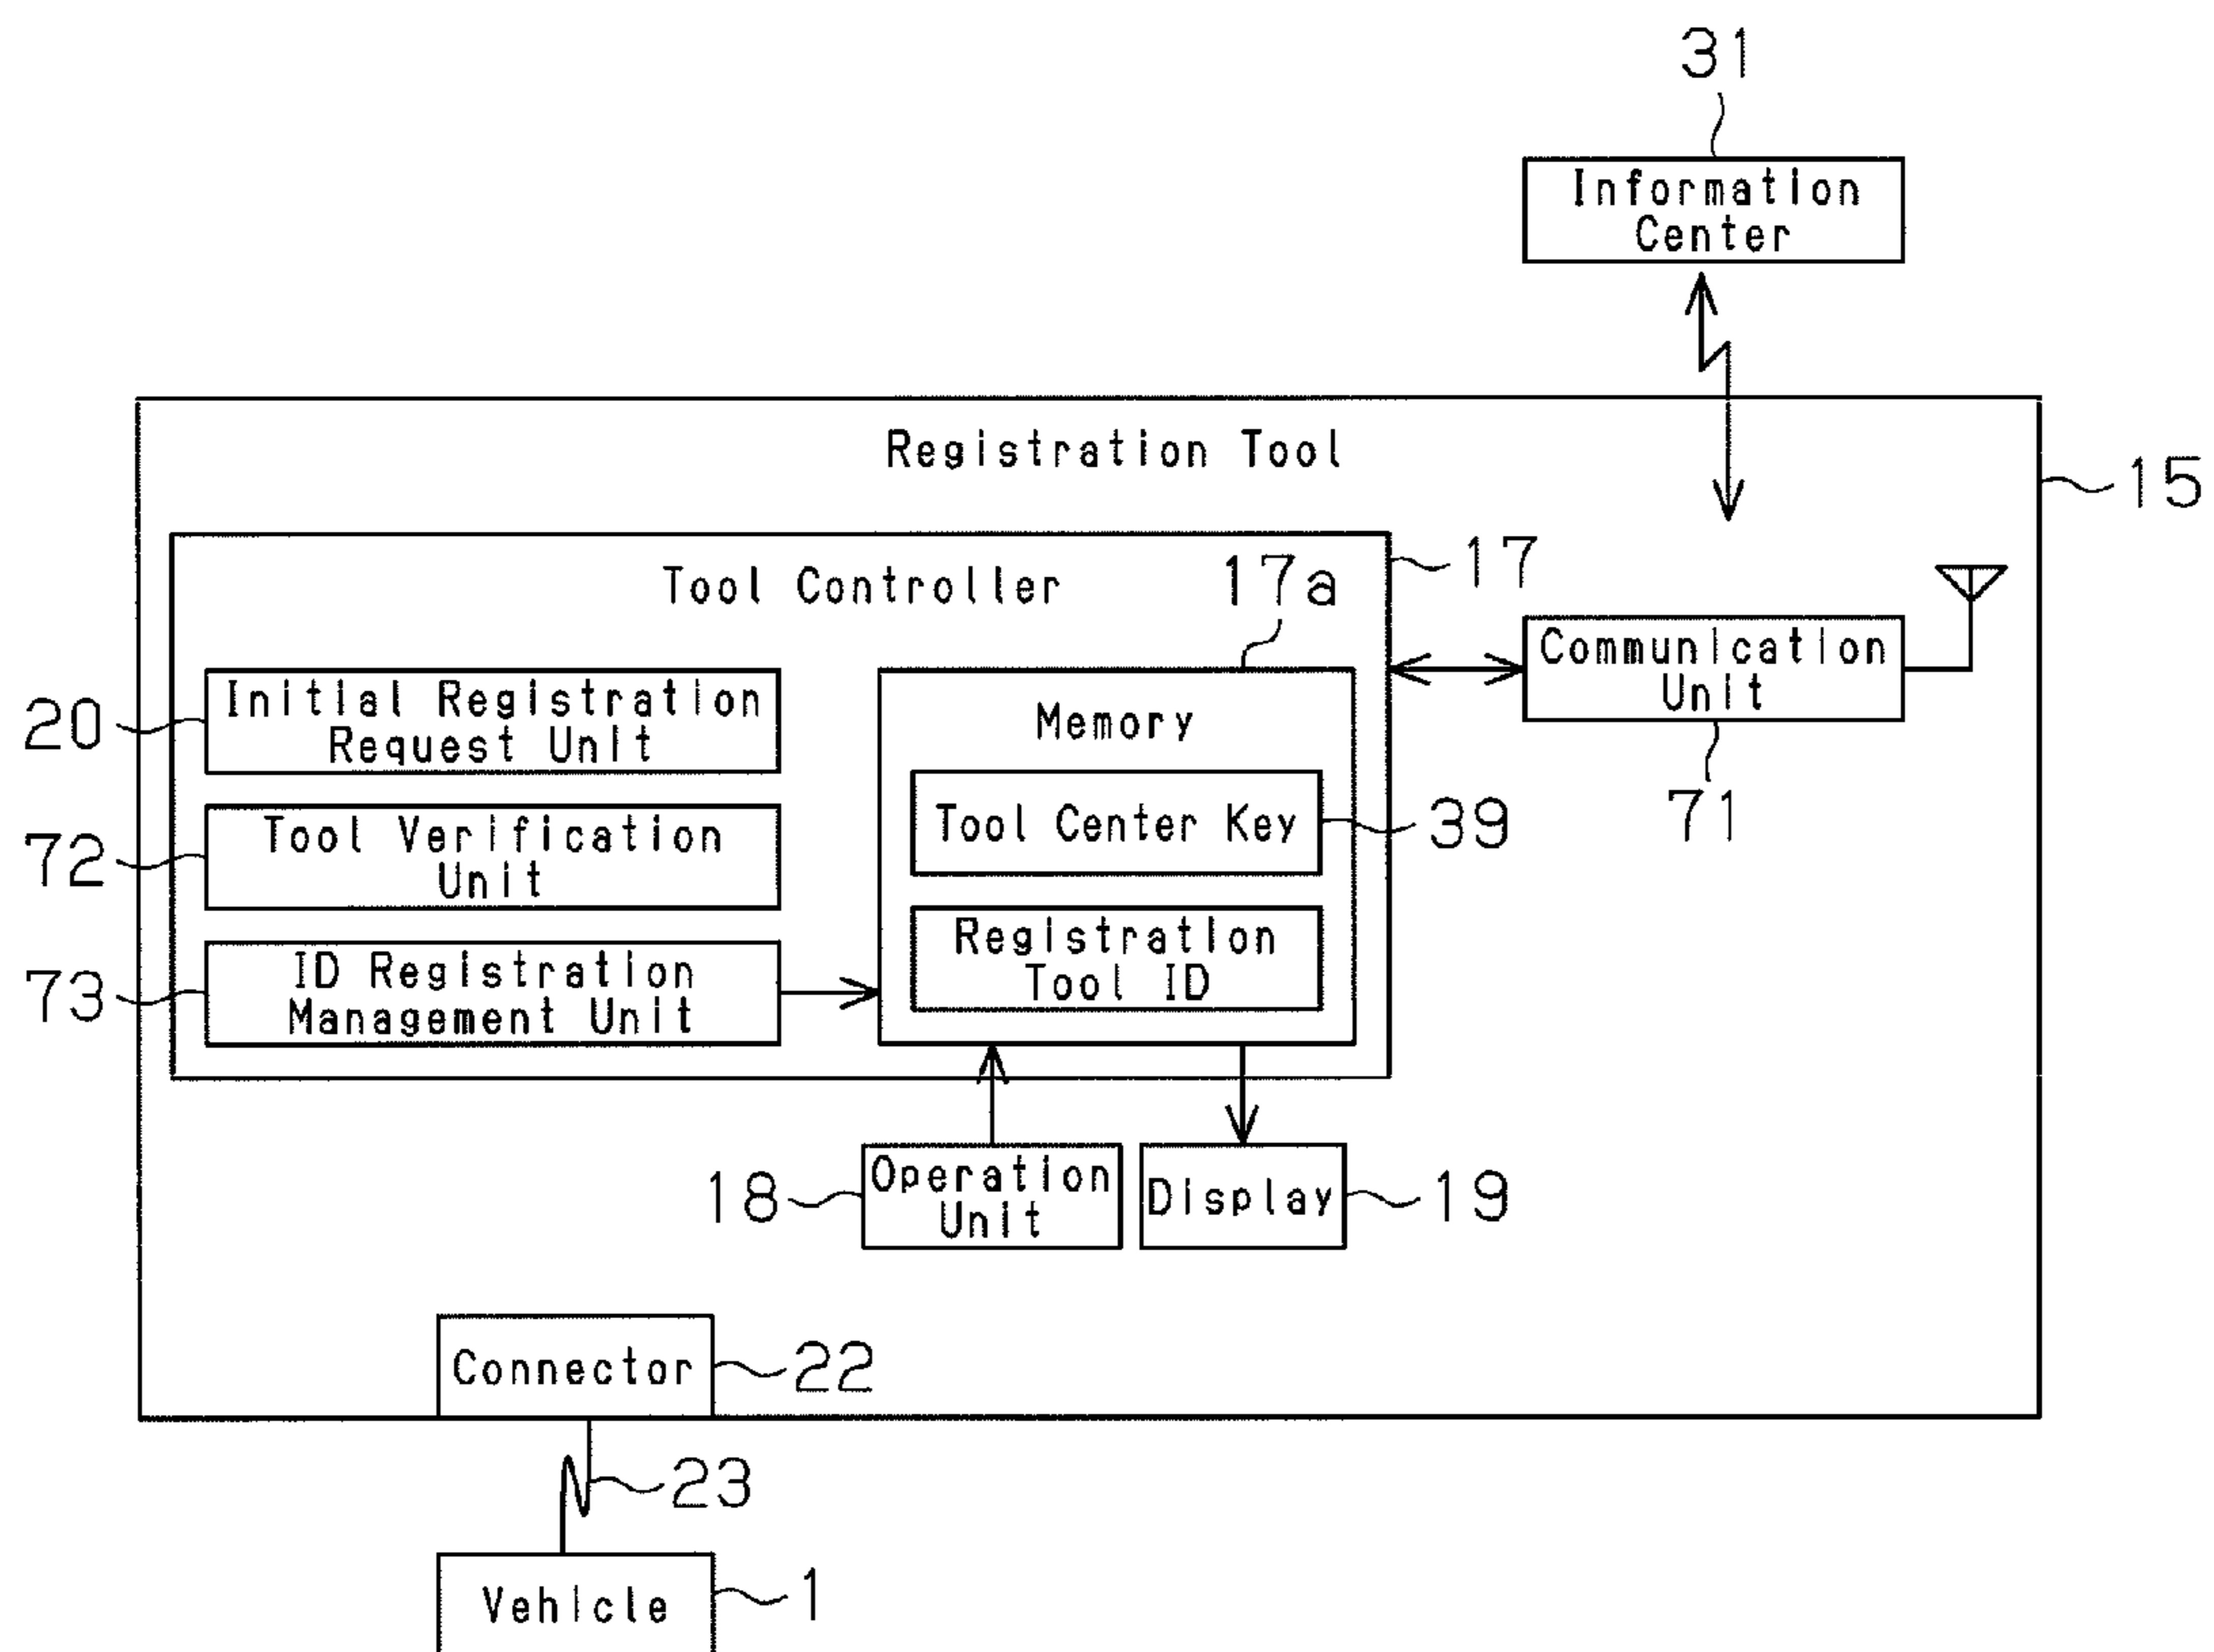 31
Information
Center
Registration Tool
15
Tool Controller
17
17a
Initial Registration
Request Unit
20
Memory
Communication
Unit
71
Tool Verification
Unit
72
Tool Center Key
39
ID Registration
Management Unit
73
Registration
Tool ID
18
Operation
Unit
Display
19
Connector
22
23
Vehicle
1